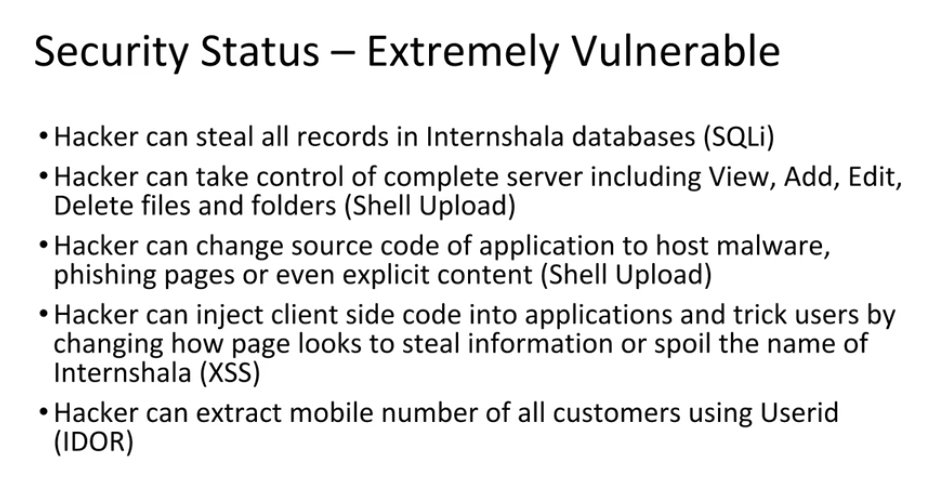 Security Status – Extremely Vulnerable
•Hacker can steal all records in Internshala databases (SQLi)
•Hacker can take control of complete server including View, Add, Edit,
Delete files and folders (Shell Upload)
•Hacker can change source code of application to host malware,
phishing pages or even explicit content (Shell Upload)
•Hacker can inject client side code into applications and trick users by
changing how page looks to steal information or spoil the name of
Internshala (XSS)
•Hacker can extract mobile number of all customers using Userid
(IDOR)